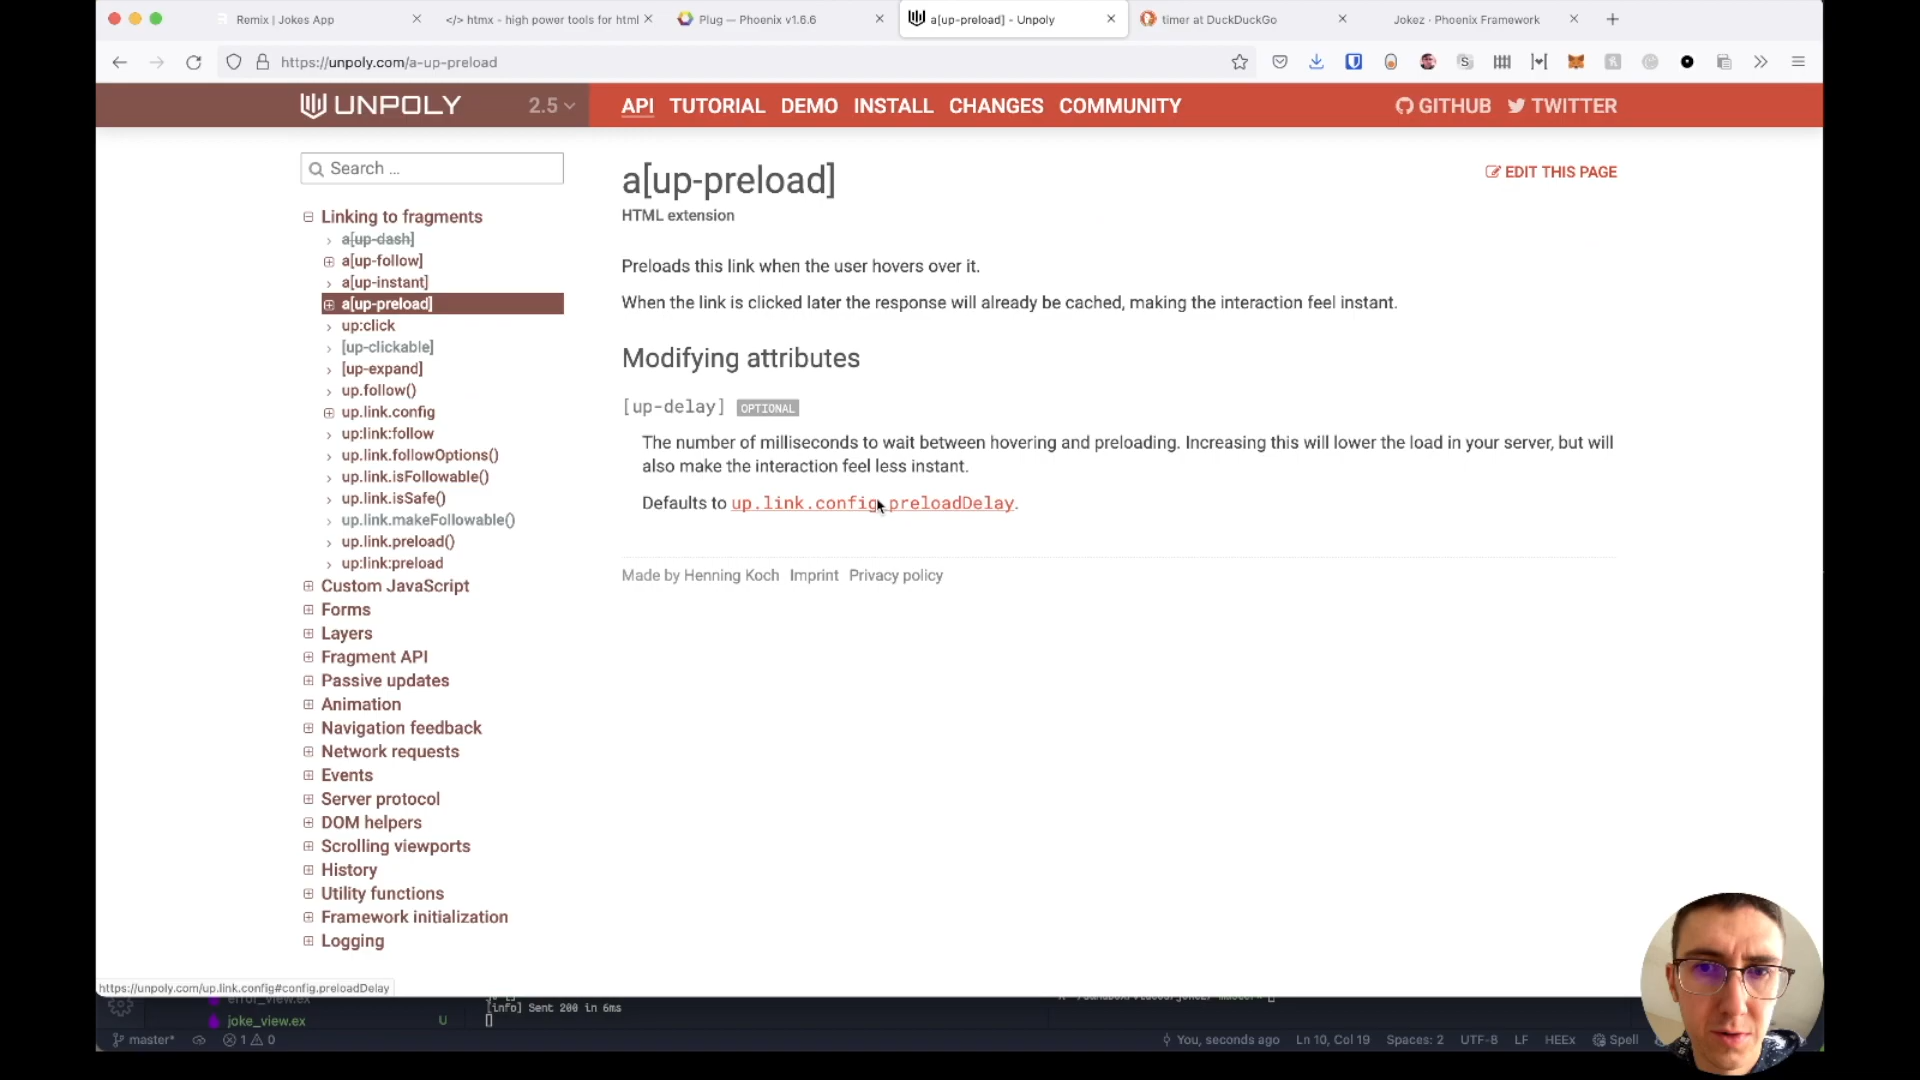 Remix | Jokes App
</> htmx - high power tools for html
Plug — Phoenix v1.6.6
a[up-preload] - Unpoly
timer at DuckDuckGo
Jokez · Phoenix Framework
https://unpoly.com/a-up-preload
UNPOLY
2.5
API TUTORIAL DEMO INSTALL CHANGES COMMUNITY
GITHUB TWITTER
Search ...
Linking to fragments
a[up-dash]
a[up-follow]
a[up-instant]
a[up-preload]
up:click
[up-clickable]
[up-expand]
up.follow()
up.link.config
up:link:follow
up.link.followOptions()
up.link.isFollowable()
up.link.isSafe()
up.link.makeFollowable()
up.link.preload()
up:link:preload
Custom JavaScript
Forms
Layers
Fragment API
Passive updates
Animation
Navigation feedback
Network requests
Events
Server protocol
DOM helpers
Scrolling viewports
History
Utility functions
Framework initialization
Logging
a[up-preload]
EDIT THIS PAGE
HTML extension
Preloads this link when the user hovers over it.
When the link is clicked later the response will already be cached, making the interaction feel instant.
Modifying attributes
[up-delay] OPTIONAL
The number of milliseconds to wait between hovering and preloading. Increasing this will lower the load in your server, but will
also make the interaction feel less instant.
Defaults to up.link.config.preloadDelay.
Made by Henning Koch Imprint Privacy policy
https://unpoly.com/up.link.config#config.preloadDelay
error_view.ex
joke_view.ex U
[info] Sent 200 in 6ms
master* 1 0
You, seconds ago Ln 10, Col 19 Spaces: 2 UTF-8 LF HEEx Spell